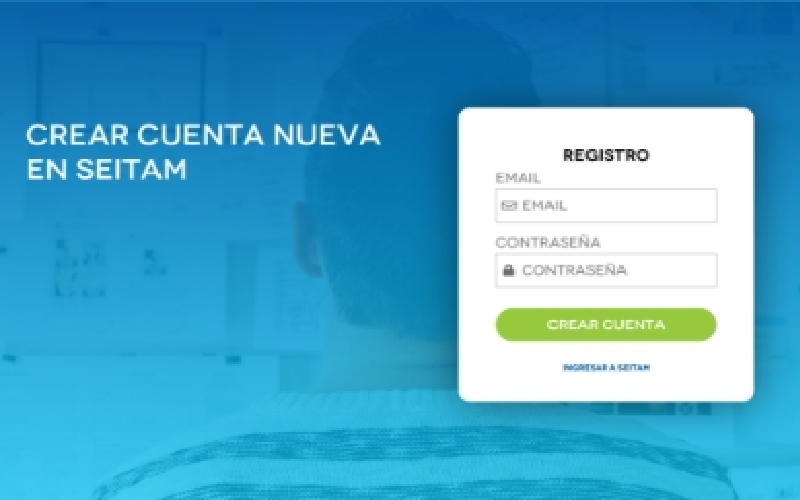 CREAR CUENTA NUEVA
EN SEITAM
REGISTRO
EMAIL
EMAIL
CONTRASEÑA
CONTRASEÑA
CREAR CUENTA
INGRESAR A SEITAM